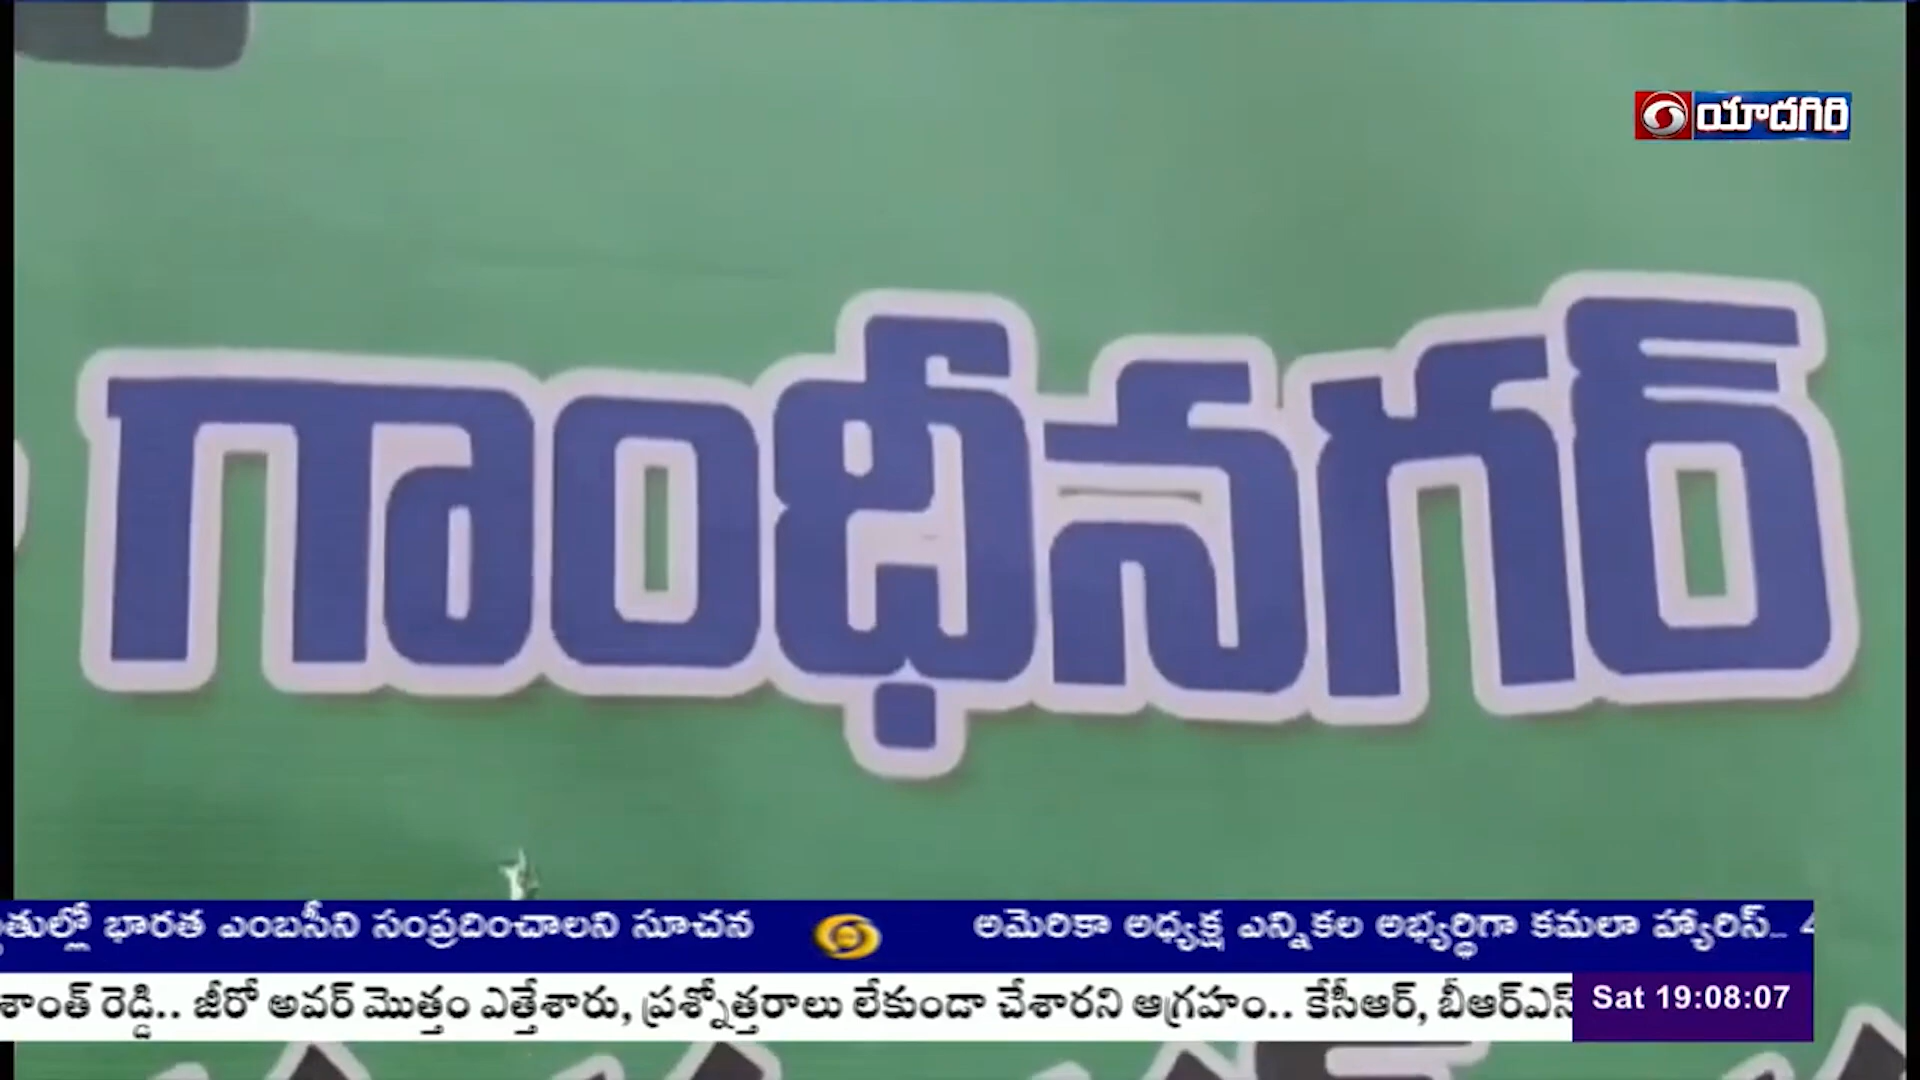 యాదగిరి
గాంధీనగర్
భారత ఎంబసీని సంప్రదించాలని సూచన అమెరికా అధ్యక్ష ఎన్నికల అభ్యర్థిగా కమలా హ్యారిస్..
శాంత్ రెడ్డి.. జీరో అవర్ మొత్తం ఎత్తేశారు, ప్రశ్నోత్తరాలు లేకుండా చేశారని ఆగ్రహం.. కేసీఆర్, బీఆర్ఎస్
Sat 19:08:07